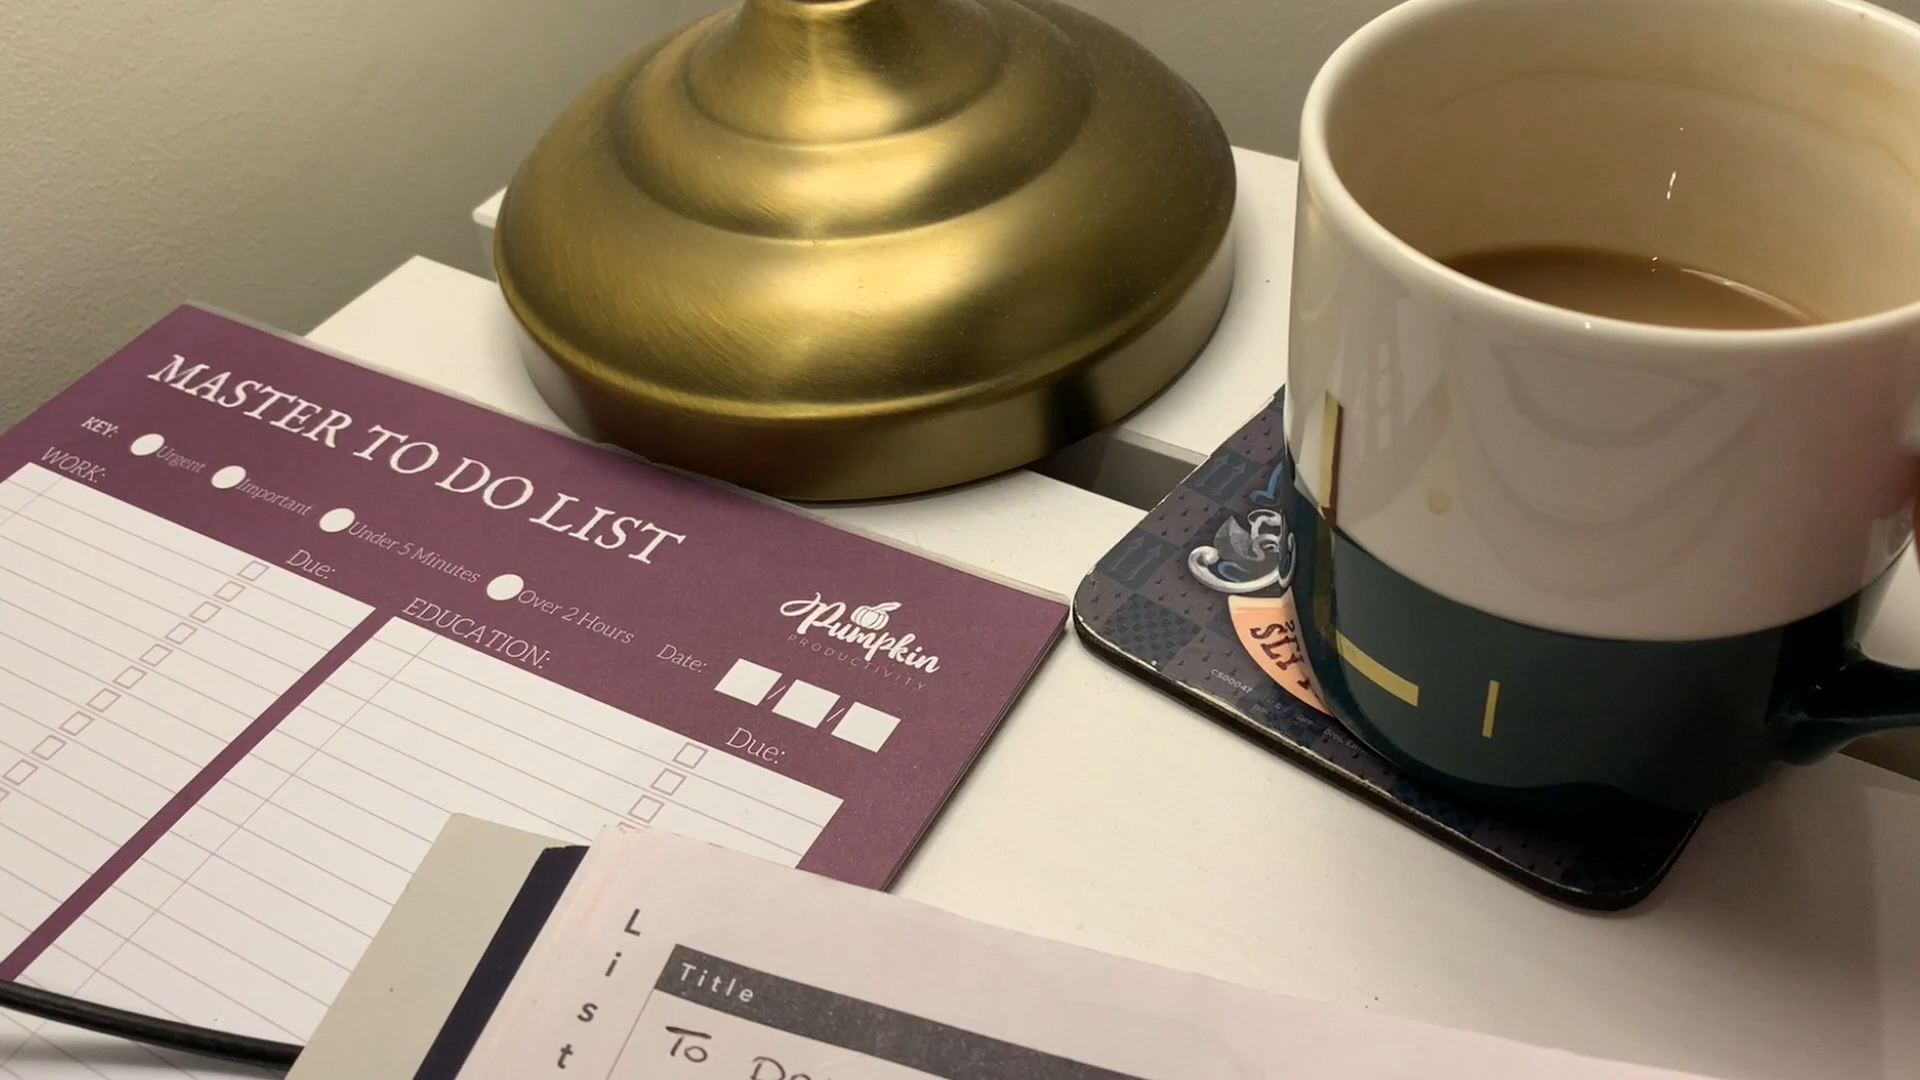 MASTER TO DO LIST
KEY: Urgent Important Under 5 Minutes Over 2 Hours
WORK:
Due:
EDUCATION:
Date: / /
Due:
Pumpkin
PRODUCTIVITY
CS00047
List
Title
To